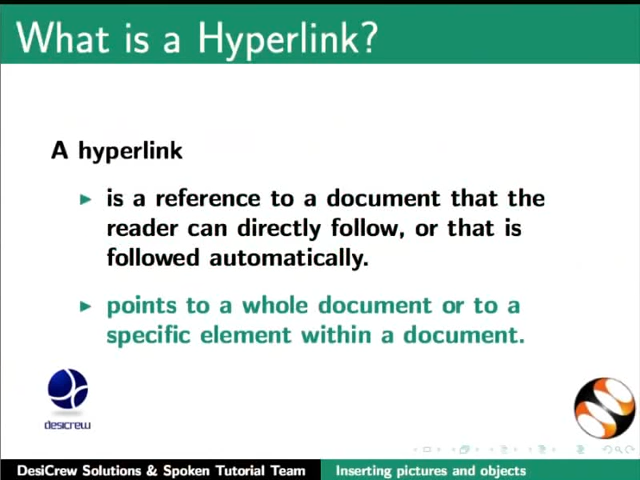 What is a Hyperlink?
A hyperlink
is a reference to a document that the
reader can directly follow, or that is
followed automatically.
points to a whole document or to a
specific element within a document.
desicrew
DesiCrew Solutions & Spoken Tutorial Team
Inserting pictures and objects